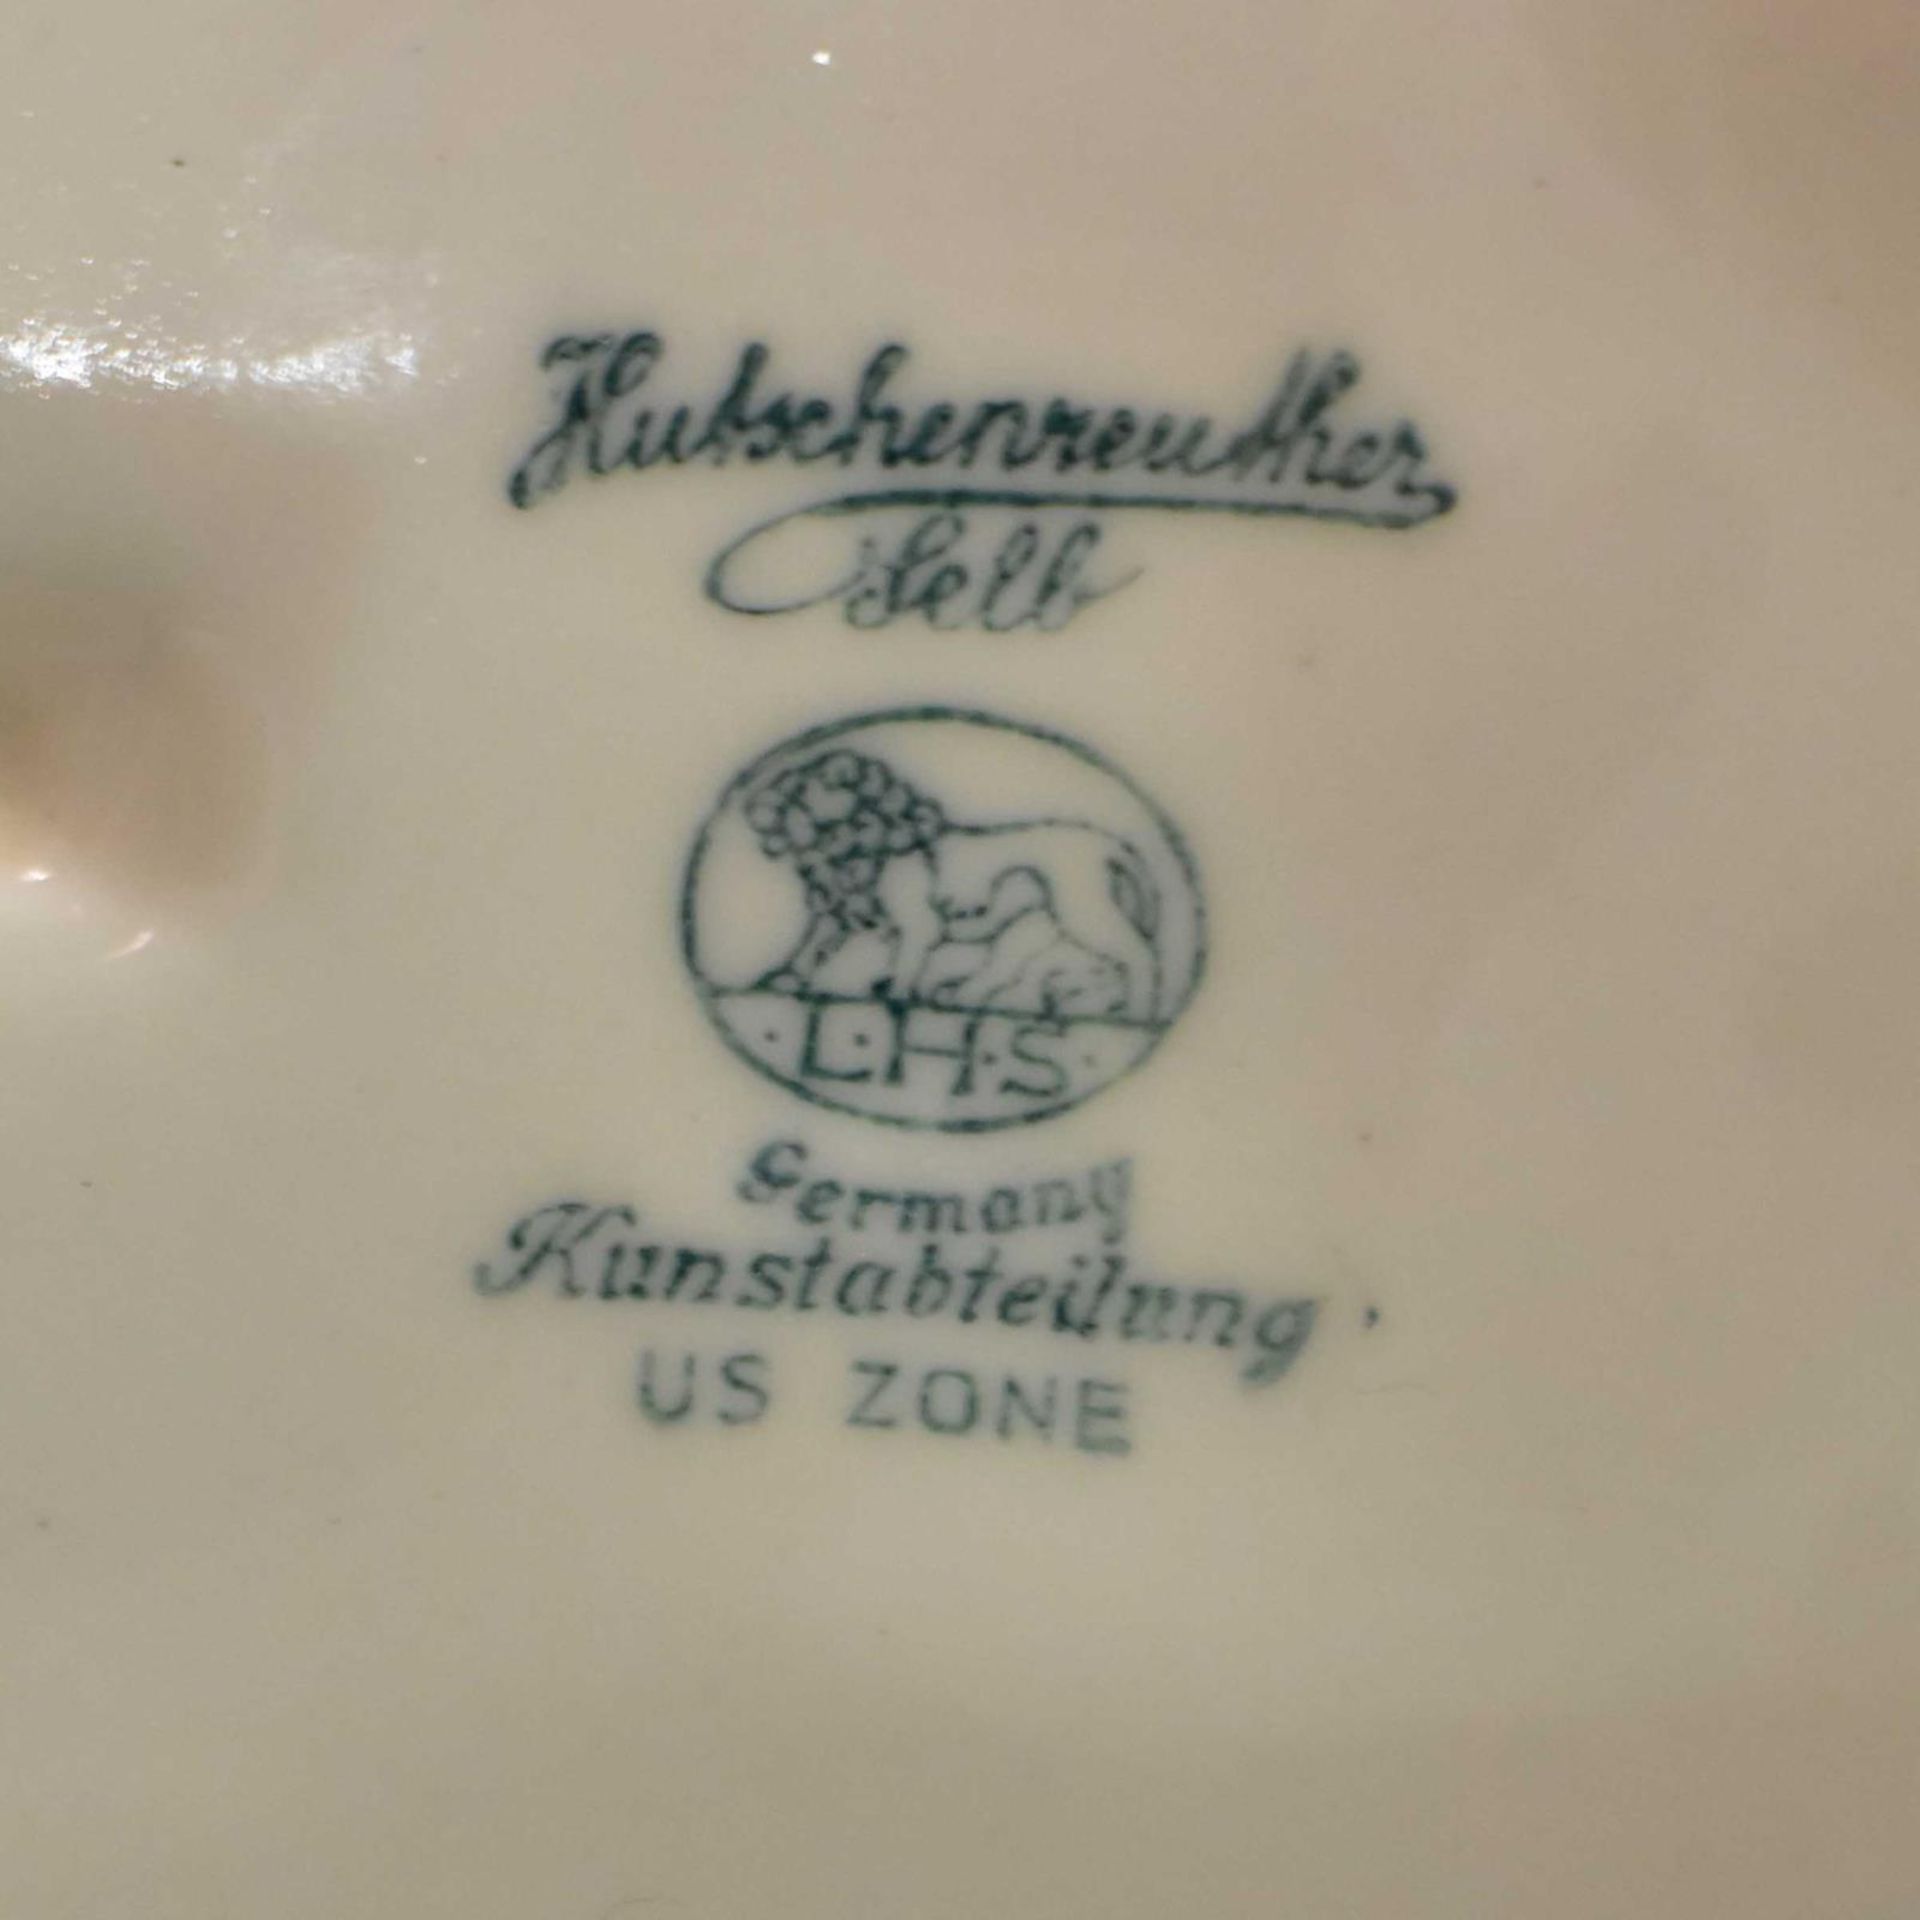 Hutschenreuther
Selb
·L·H·S·
Germany
Kunstabteilung
US ZONE